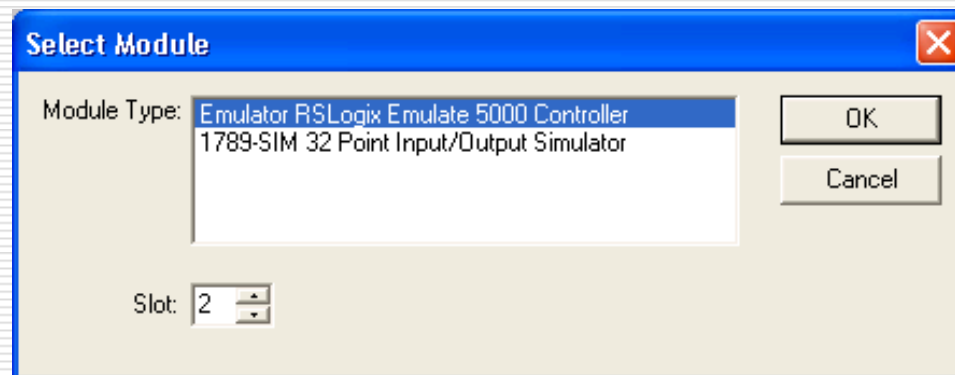 Select Module
Module Type:
Emulator RSLogix Emulate 5000 Controller
1789-SIM 32 Point Input/Output Simulator
OK
Cancel
Slot: 2